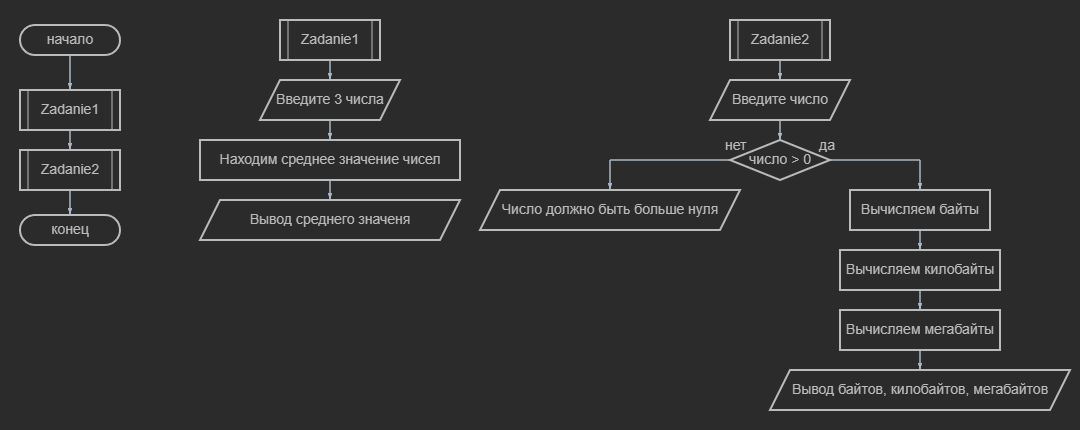 начало
Zadanie1
Zadanie2
конец
Zadanie1
Введите 3 числа
Находим среднее значение чисел
Вывод среднего значеня
Zadanie2
Введите число
нет
да
число > 0
Число должно быть больше нуля
Вычисляем байты
Вычисляем килобайты
Вычисляем мегабайты
Вывод байтов, килобайтов, мегабайтов